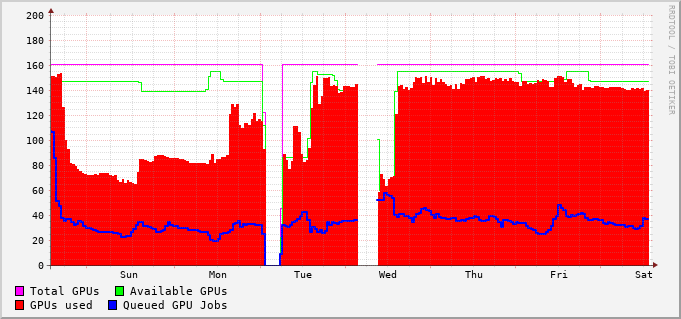 200
180
160
140
120
100
80
60
40
20
0
Sun Mon Tue Wed Thu Fri Sat
Total GPUs Available GPUs
GPUs used Queued GPU Jobs
RRDTOOL / TOBI OETIKER